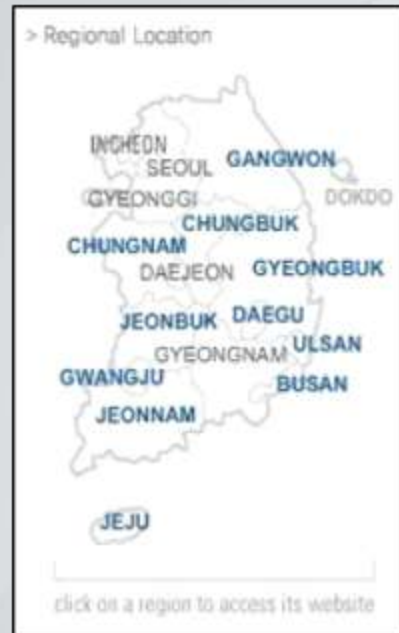 > Regional Location
INCHEON
SEOUL
GANGWON
GYEONGGI
DOKDO
CHUNGBUK
CHUNGNAM
DAEJEON
GYEONGBUK
JEONBUK
DAEGU
GYEONGNAM
ULSAN
GWANGJU
BUSAN
JEONNAM
JEJU
click on a region to access its website